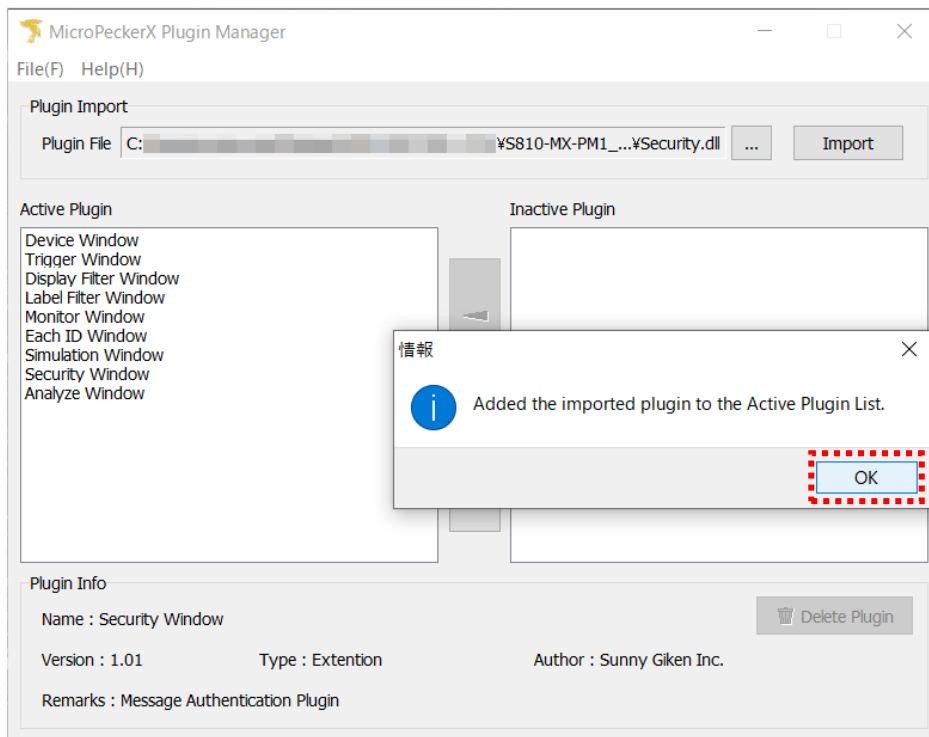 MicroPeckerX Plugin Manager
File(F) Help(H)
Plugin Import
Plugin File C: ¥S810-MX-PM1_...¥Security.dll ... Import
Active Plugin Inactive Plugin
Device Window
Trigger Window
Display Filter Window
Label Filter Window
Monitor Window
Each ID Window
Simulation Window
Security Window
Analyze Window
情報
Added the imported plugin to the Active Plugin List.
OK
Plugin Info
Name : Security Window
Delete Plugin
Version : 1.01 Type : Extention Author : Sunny Giken Inc.
Remarks : Message Authentication Plugin